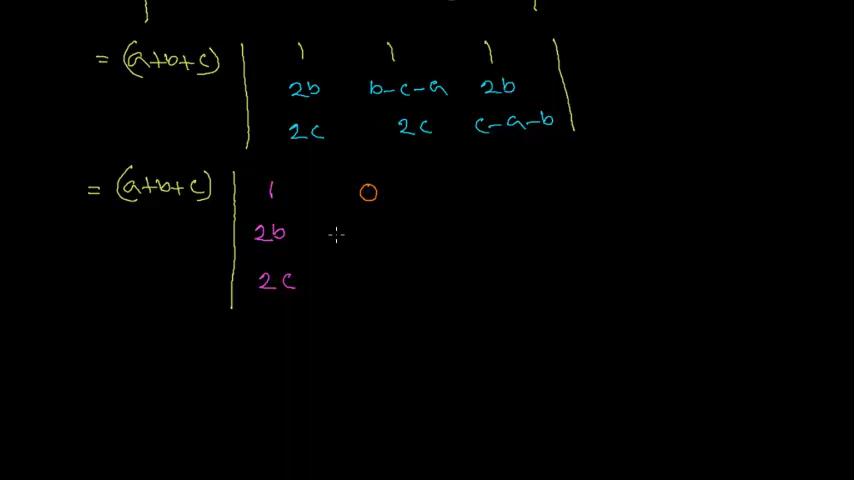 = (a+b+c) | 1 1 1 |
2b b-c-a 2b
2c 2c c-a-b
= (a+b+c) | 1 0
2b
2c